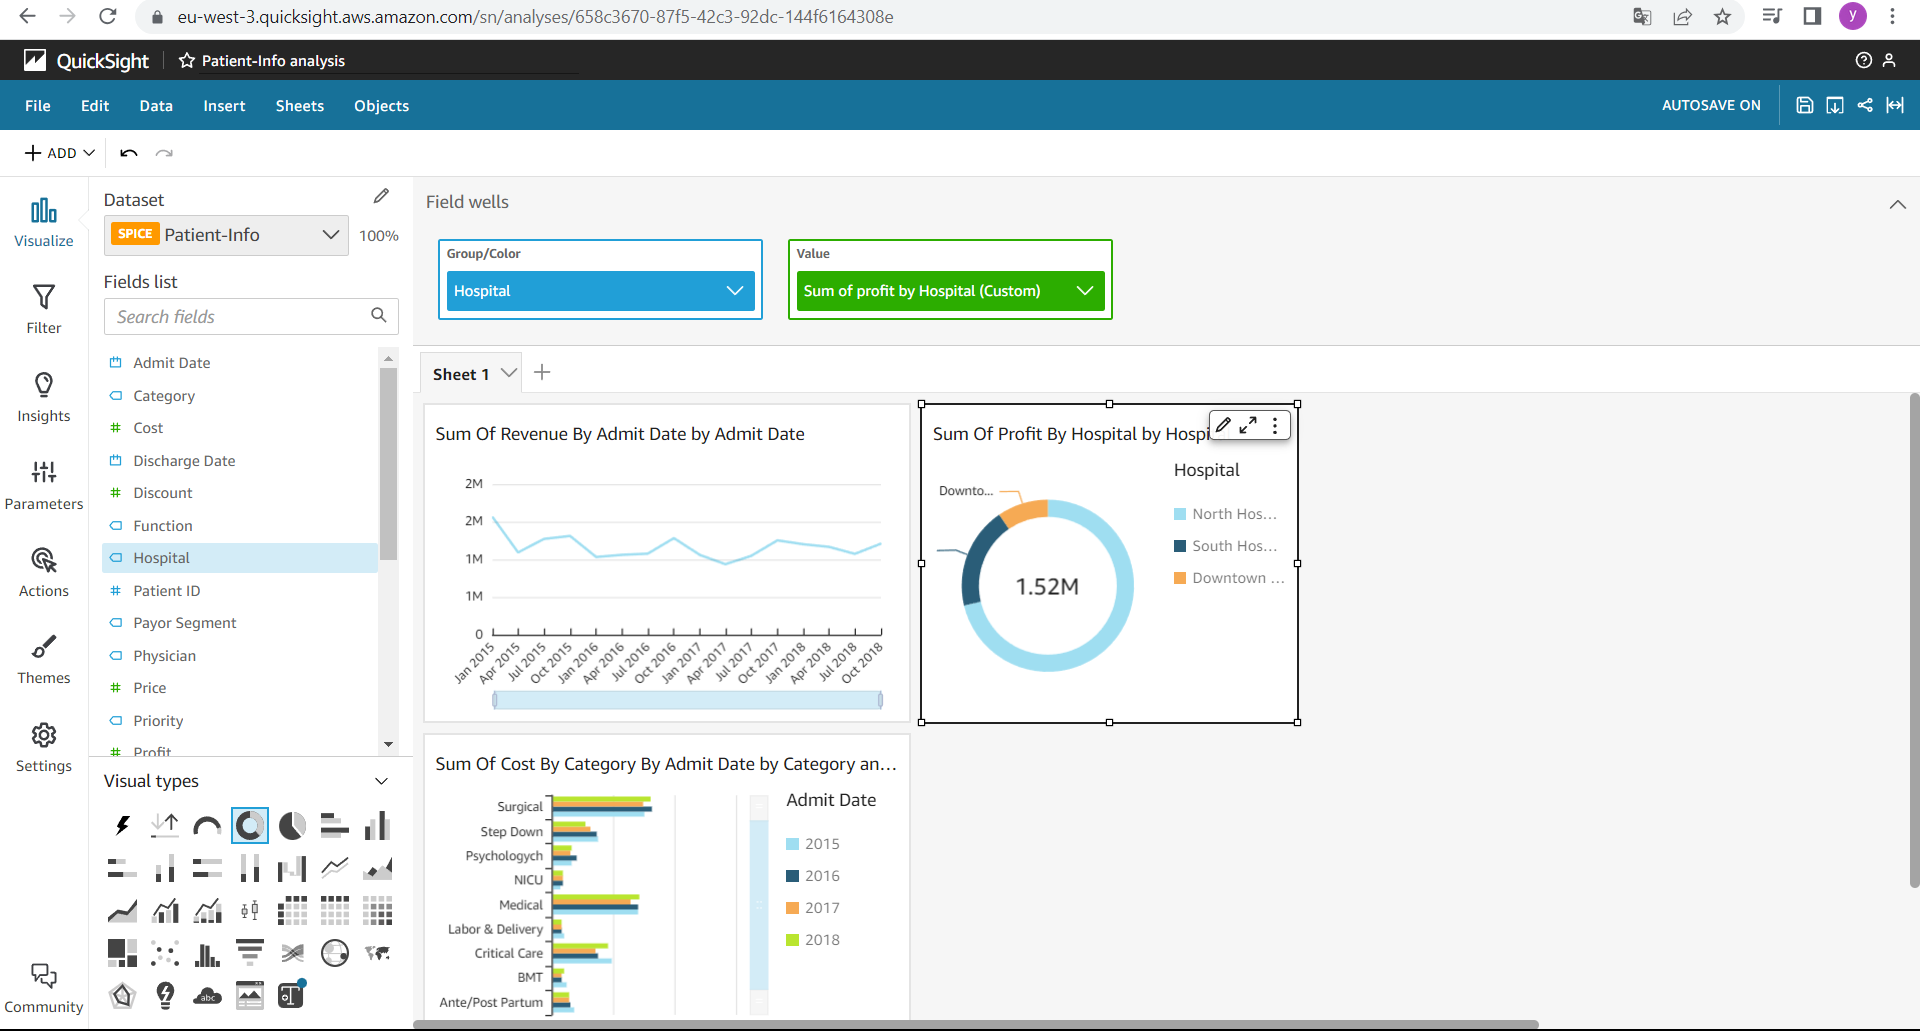 eu-west-3.quicksight.aws.amazon.com/sn/analyses/658c3670-87f5-42c3-92dc-144f6164308e
y
QuickSight
Patient-Info analysis
File
Edit
Data
Insert
Sheets
Objects
AUTOSAVE ON
ADD
Visualize
Filter
Insights
Parameters
Actions
Themes
Settings
Community
Dataset
SPICE Patient-Info
100%
Fields list
Search fields
Admit Date
Category
# Cost
Discharge Date
# Discount
Function
Hospital
# Patient ID
Payor Segment
Physician
# Price
Priority
# Profit
Visual types
abc
Field wells
Group/Color
Hospital
Value
Sum of profit by Hospital (Custom)
Sheet 1
Sum Of Revenue By Admit Date by Admit Date
2M
2M
1M
1M
0
Jan 2015
Apr 2015
Jul 2015
Oct 2015
Jan 2016
Apr 2016
Jul 2016
Oct 2016
Jan 2017
Apr 2017
Jul 2017
Oct 2017
Jan 2018
Apr 2018
Jul 2018
Oct 2018
Sum Of Profit By Hospital by Hospi
Hospital
Downto...
North Hos...
South Hos...
Downtown ...
1.52M
Sum Of Cost By Category By Admit Date by Category an...
Surgical
Step Down
Psychologych
NICU
Medical
Labor & Delivery
Critical Care
BMT
Ante/Post Partum
Admit Date
2015
2016
2017
2018